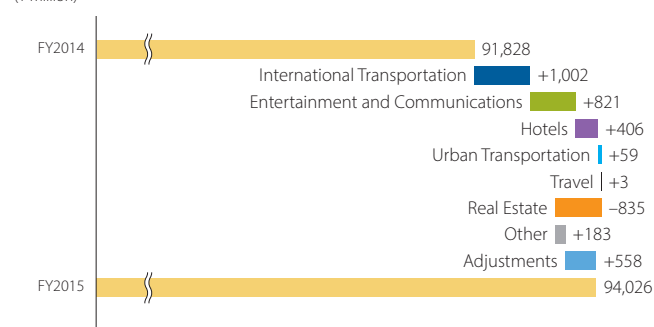 FY2014 91,828
International Transportation +1,002
Entertainment and Communications +821
Hotels +406
Urban Transportation +59
Travel +3
Real Estate –835
Other +183
Adjustments +558
FY2015 94,026